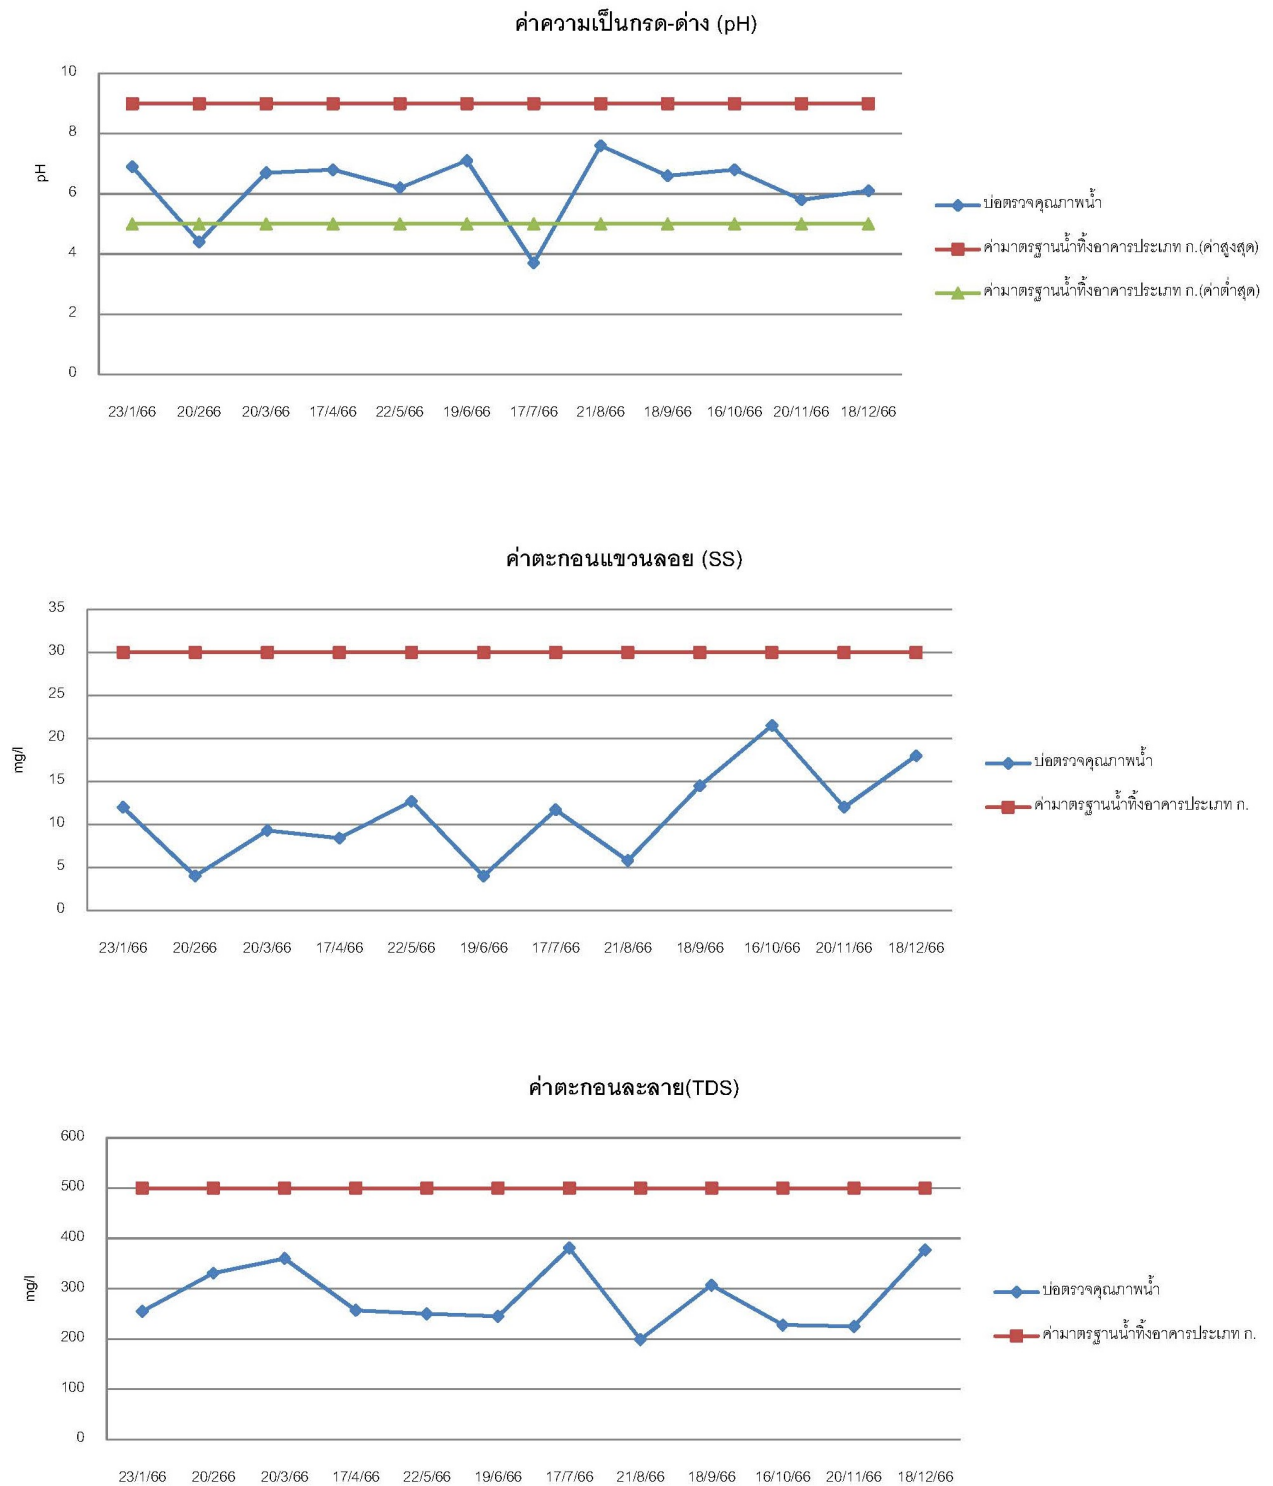 ค่าความเป็นกรด-ด่าง (pH)
10
8
6
4
2
0
pH
23/1/66 20/266 20/3/66 17/4/66 22/5/66 19/6/66 17/7/66 21/8/66 18/9/66 16/10/66 20/11/66 18/12/66
บ่อตรวจคุณภาพน้ำ
ค่ามาตรฐานน้ำทิ้งอาคารประเภท ก.(ค่าสูงสุด)
ค่ามาตรฐานน้ำทิ้งอาคารประเภท ก.(ค่าต่ำสุด)
ค่าตะกอนแขวนลอย (SS)
35
30
25
20
15
10
5
0
mg/l
23/1/66 20/266 20/3/66 17/4/66 22/5/66 19/6/66 17/7/66 21/8/66 18/9/66 16/10/66 20/11/66 18/12/66
บ่อตรวจคุณภาพน้ำ
ค่ามาตรฐานน้ำทิ้งอาคารประเภท ก.
ค่าตะกอนละลาย(TDS)
600
500
400
300
200
100
0
mg/l
23/1/66 20/266 20/3/66 17/4/66 22/5/66 19/6/66 17/7/66 21/8/66 18/9/66 16/10/66 20/11/66 18/12/66
บ่อตรวจคุณภาพน้ำ
ค่ามาตรฐานน้ำทิ้งอาคารประเภท ก.